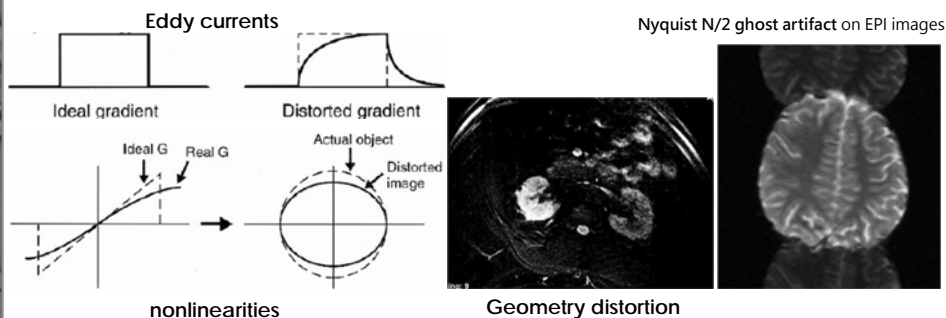 Eddy currents
Nyquist N/2 ghost artifact on EPI images
Ideal gradient
Distorted gradient
Ideal G
Real G
Actual object
Distorted
image
nonlinearities
Geometry distortion